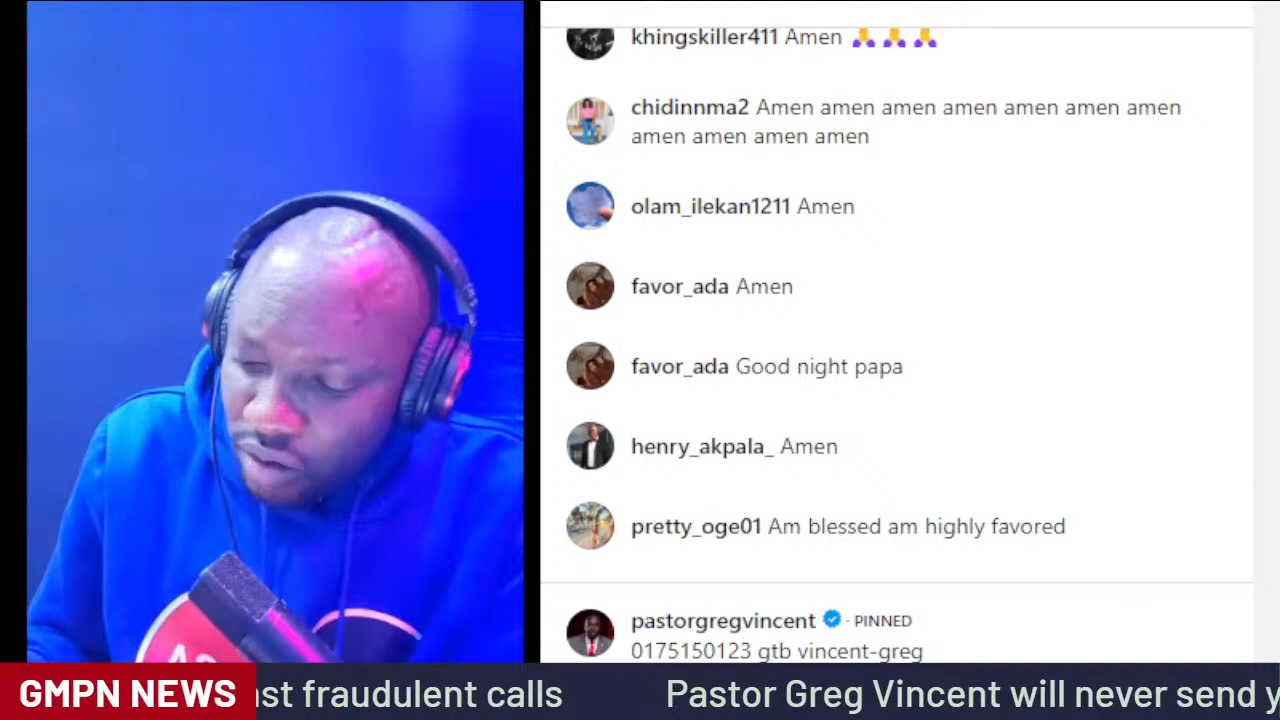 khingskiller411 Amen 🙏 🙏 🙏
chidinnma2 Amen amen amen amen amen amen amen
amen amen amen amen
olam_ilekan1211 Amen
favor_ada Amen
favor_ada Good night papa
henry_akpala_ Amen
pretty_oge01 Am blessed am highly favored
pastorgregvincent · PINNED
0175150123 gtb vincent-greg
GMPN NEWS ast fraudulent calls Pastor Greg Vincent will never send y